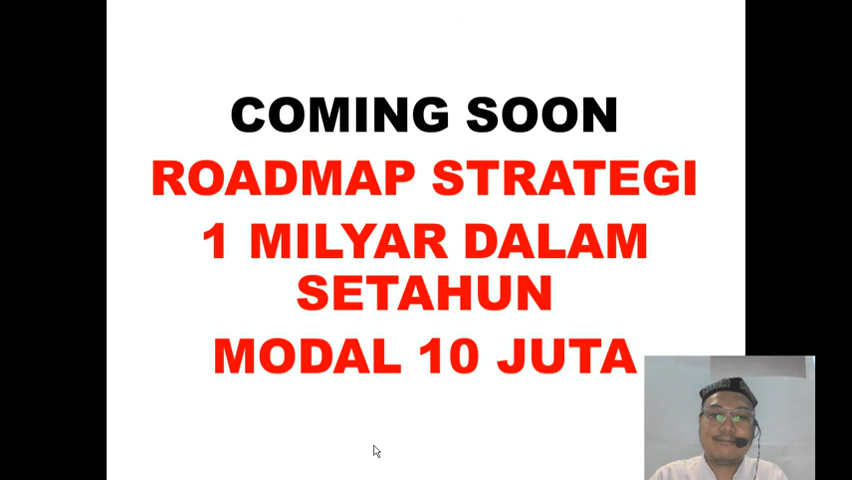 COMING SOON
ROADMAP STRATEGI
1 MILYAR DALAM
SETAHUN
MODAL 10 JUTA